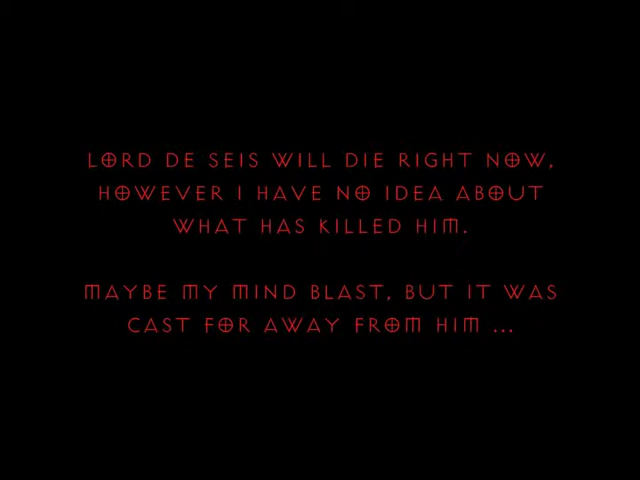 LORD DE SEIS WILL DIE RIGHT NOW,
HOWEVER I HAVE NO IDEA ABOUT
WHAT HAS KILLED HIM.
MAYBE MY MIND BLAST, BUT IT WAS
CAST FOR AWAY FROM HIM ...